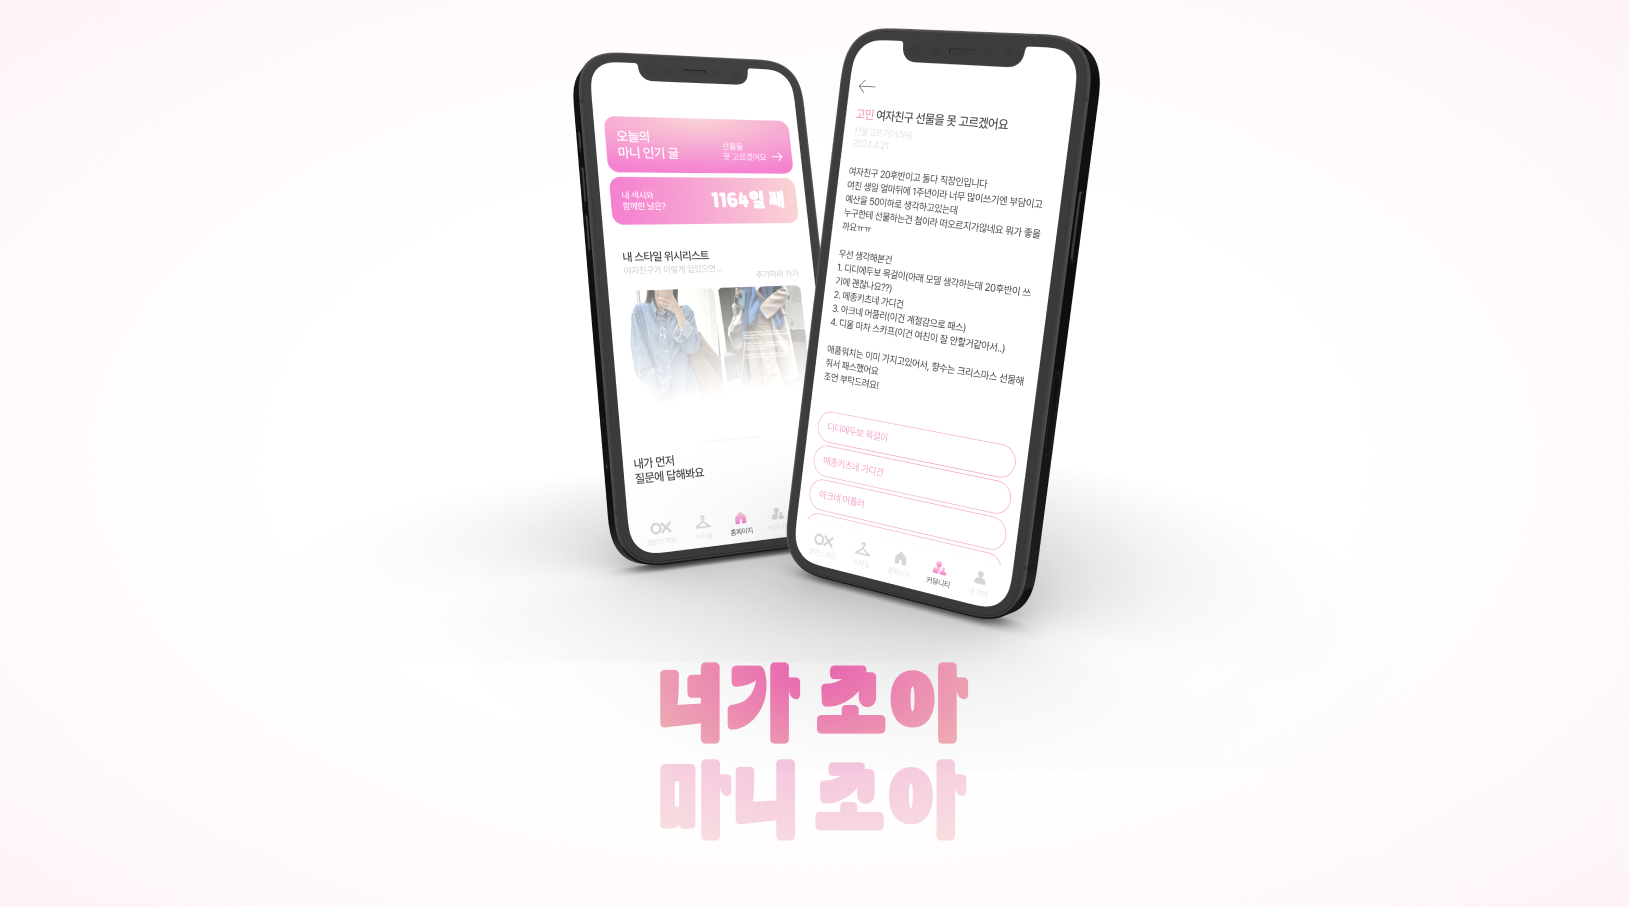 오늘의
마니 인기 글
선물을
못 고르겠어요
내 색시와
함께한 날은?
1164일 째
내 스타일 위시리스트
여자친구가 이렇게 입었으면...
추가하러 가기
내가 먼저
질문에 답해봐요
밸런스게임
스타일
홈페이지
커뮤니티
고민 여자친구 선물을 못 고르겠어요
선물고르기어려워
2024.4.21
여자친구 20후반이고 둘다 직장인입니다
여친 생일 얼마뒤에 1주년이라 너무 많이쓰기엔 부담이고
예산을 50이하로 생각하고있는데
누구한테 선물하는건 첨이라 떠오르지가않네요 뭐가 좋을
까요ㅠㅠ
우선 생각해본건
1. 디디에두보 목걸이(아래 모델 생각하는데 20후반이 쓰
기에 괜찮나요??)
2. 메종키츠네 가디건
3. 아크네 머플러(이건 계절감으로 패스)
4. 디올 마차 스카프(이건 여친이 잘 안할거같아서..)
애플워치는 이미 가지고있어서, 향수는 크리스마스 선물해
줘서 패스했어요
조언 부탁드려요!
디디에두보 목걸이
매종키츠네 가디건
아크네 머플러
밸런스게임
스타일
홈페이지
커뮤니티
내 정보
너가 조아
마니 조아